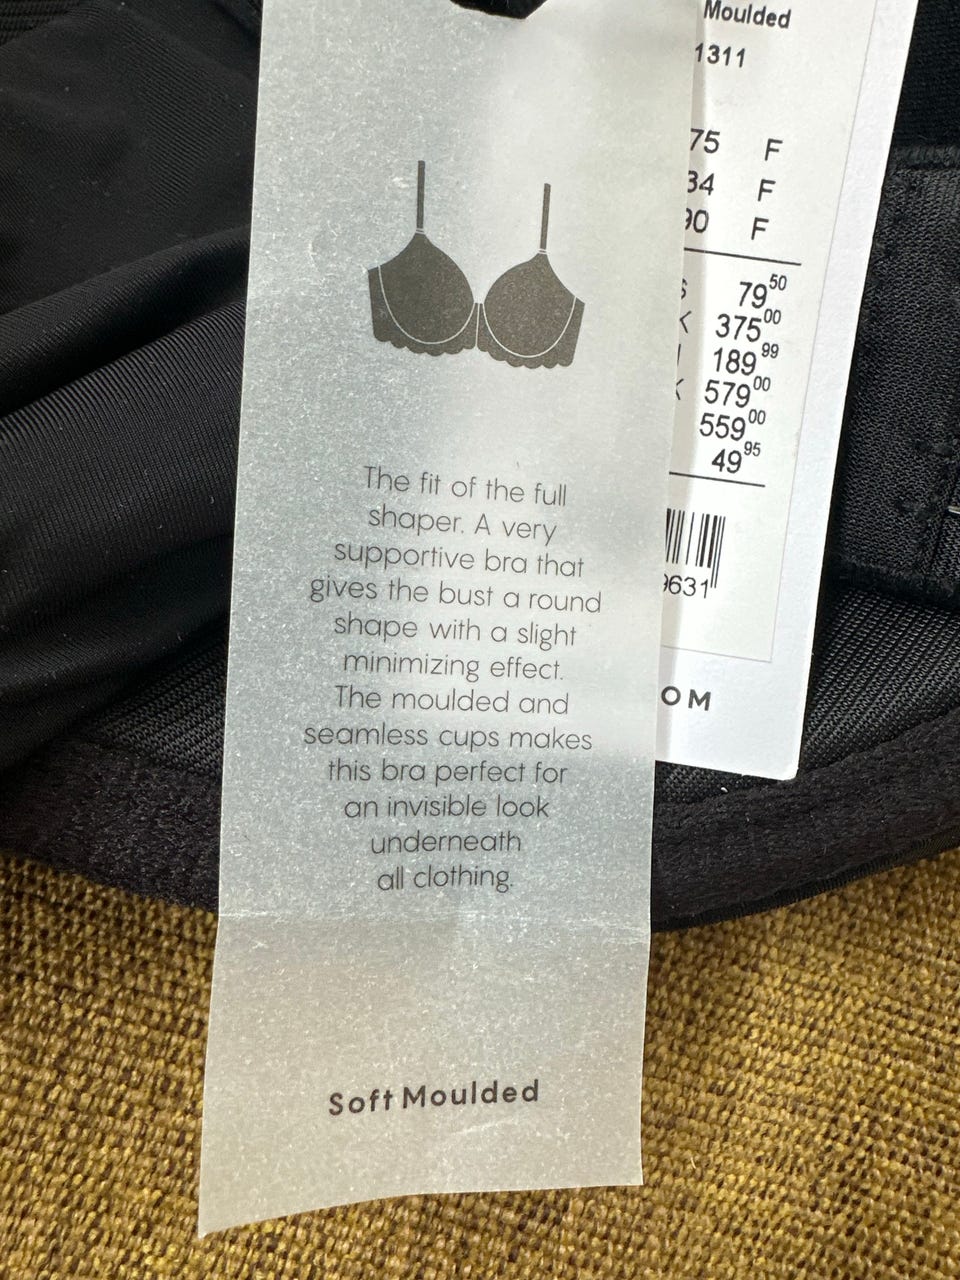 The fit of the full
shaper. A very
supportive bra that
gives the bust a round
shape with a slight
minimizing effect.
The moulded and
seamless cups makes
this bra perfect for
an invisible look
underneath
all clothing.
Soft Moulded
Moulded
1311
75 F
34 F
90 F
79 50
K 375 00
189 99
K 579 00
559 00
49 95
9631
OM